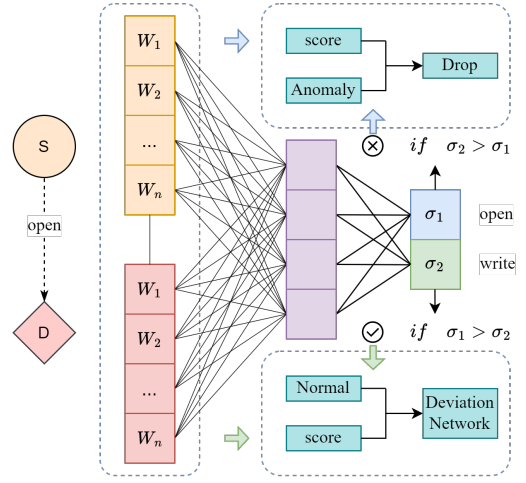 S
open
D
W₁
W₂
...
Wₙ
W₁
W₂
...
Wₙ
score
Anomaly
Drop
if σ₂ > σ₁
σ₁
open
σ₂
write
if σ₁ > σ₂
Normal
score
Deviation
Network